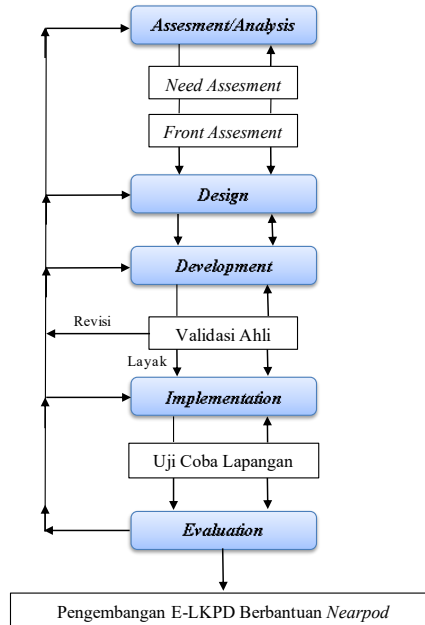 Assesment/Analysis
Need Assesment
Front Assesment
Design
Development
Revisi
Validasi Ahli
Layak
Implementation
Uji Coba Lapangan
Evaluation
Pengembangan E-LKPD Berbantuan Nearpod